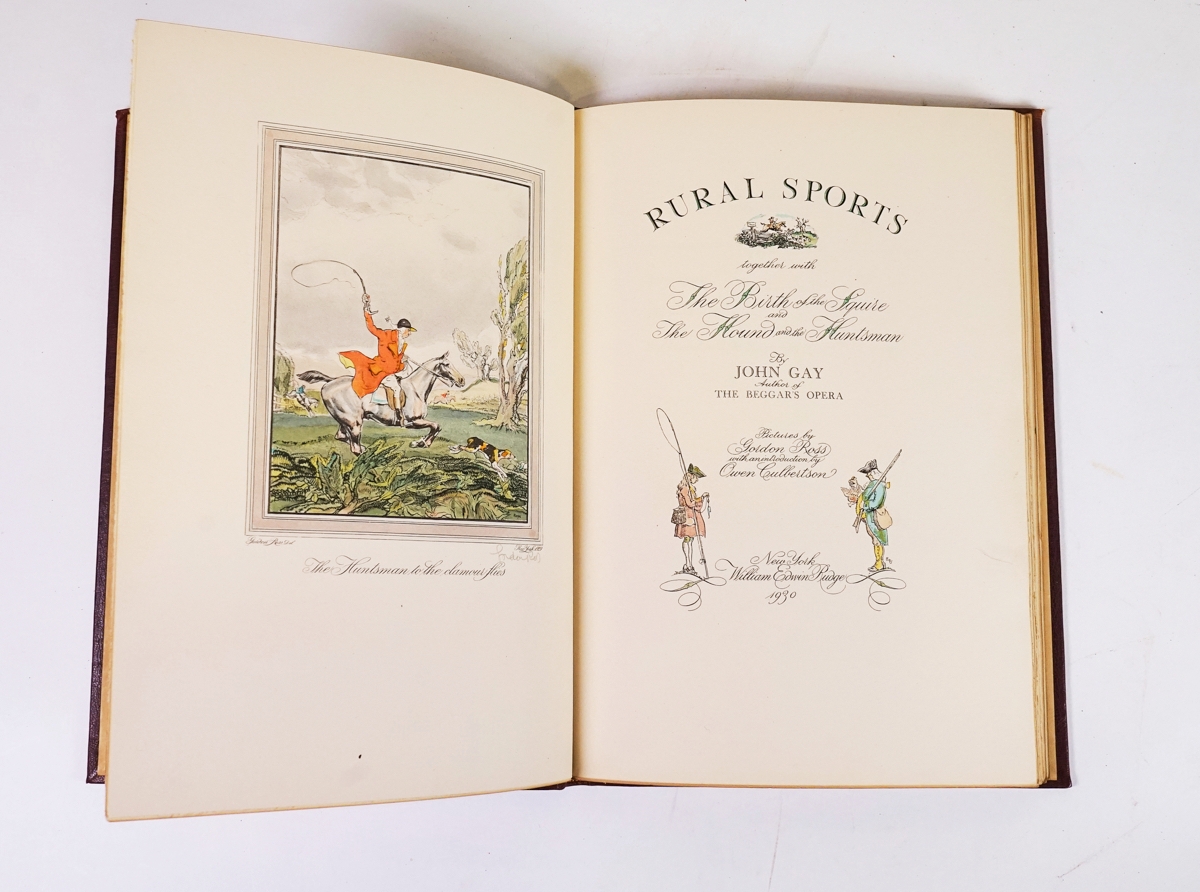 The Huntsman to the clamour flies
RURAL SPORTS
together with
The Birth of the Squire
and
The Hound and the Huntsman
By
JOHN GAY
Author of
THE BEGGAR'S OPERA
Pictures by
Gordon Ross
with an introduction by
Owen Culbertson
New York
William Edwin Rudge
1930